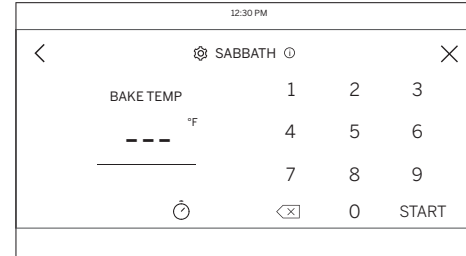 12:30 PM
SABBATH
BAKE TEMP
--- °F
1 2 3
4 5 6
7 8 9
0 START